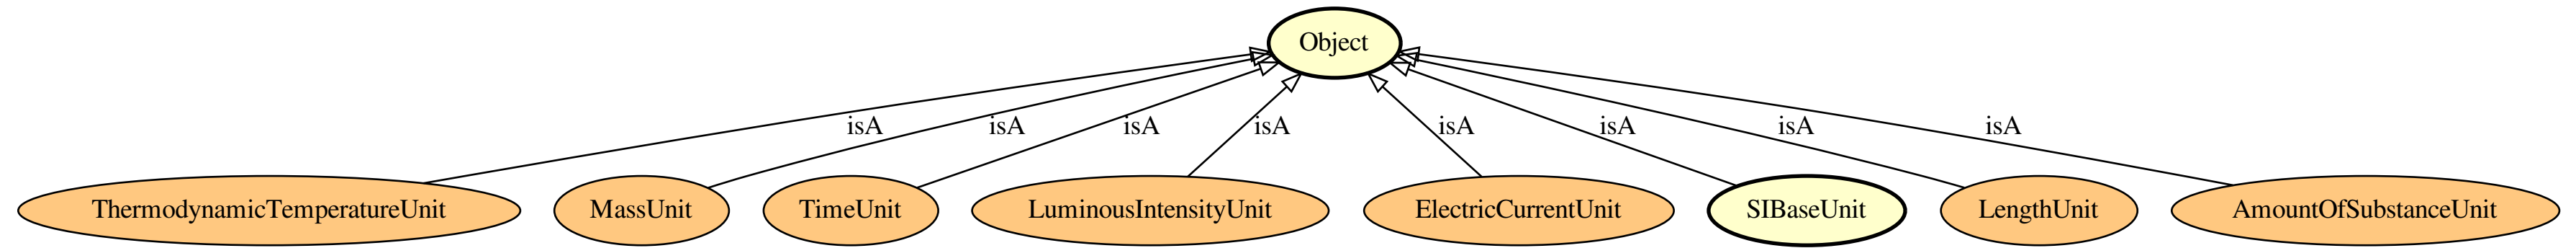 Object
isA isA isA isA isA isA isA isA
ThermodynamicTemperatureUnit MassUnit TimeUnit LuminousIntensityUnit ElectricCurrentUnit SIBaseUnit LengthUnit AmountOfSubstanceUnit